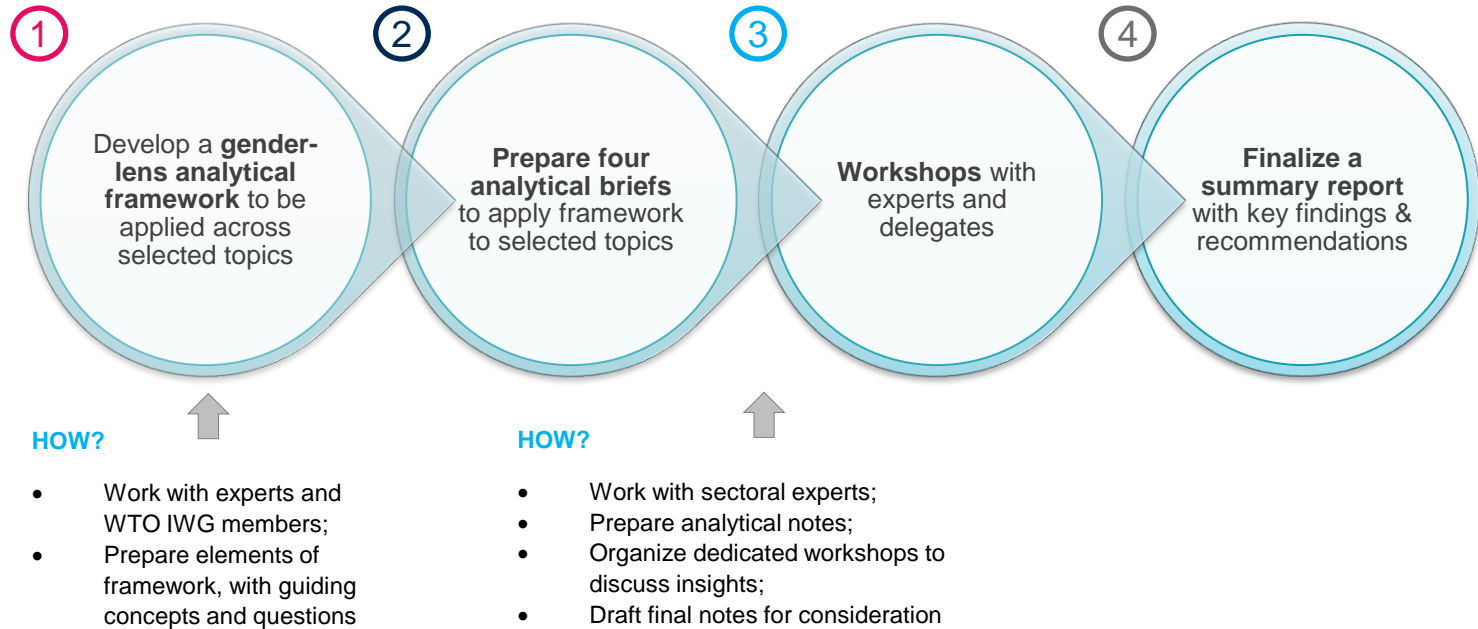 1
Develop a gender-
lens analytical
framework to be
applied across
selected topics
2
Prepare four
analytical briefs
to apply framework
to selected topics
3
Workshops with
experts and
delegates
4
Finalize a
summary report
with key findings &
recommendations
HOW?
• Work with experts and
WTO IWG members;
• Prepare elements of
framework, with guiding
concepts and questions
HOW?
• Work with sectoral experts;
• Prepare analytical notes;
• Organize dedicated workshops to
discuss insights;
• Draft final notes for consideration